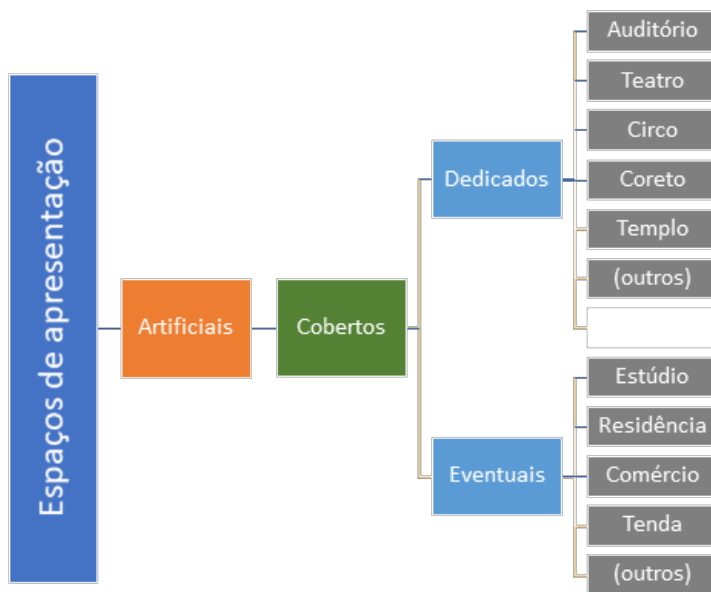 Espaços de apresentação
Artificiais
Cobertos
Dedicados
Auditório
Teatro
Circo
Coreto
Templo
(outros)
Eventuais
Estúdio
Residência
Comércio
Tenda
(outros)